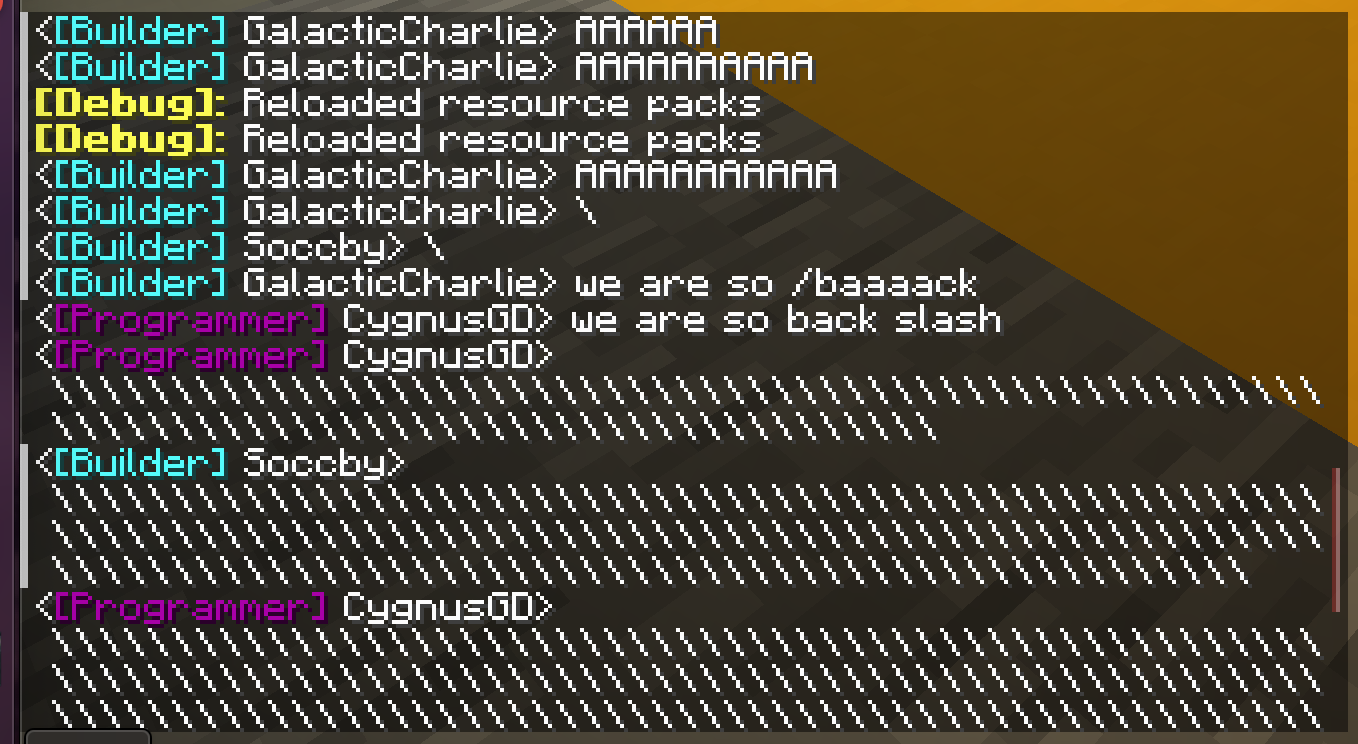 <[Builder] GalacticCharlie> AAAAAA
<[Builder] GalacticCharlie> AAAAAAAAAA
[Debug]: Reloaded resource packs
[Debug]: Reloaded resource packs
<[Builder] GalacticCharlie> AAAAAAAAAAA
<[Builder] GalacticCharlie> \
<[Builder] Soccby> \
<[Builder] GalacticCharlie> we are so /baaaack
<[Programmer] CygnusGD> we are so back slash
<[Programmer] CygnusGD>
\\\\\\\\\\\\\\\\\\\\\\\\\\\\\\\\\\\\\\\\\\\\\\\\\\\\\
\\\\\\\\\\\\\\\\\\\\\\\\\\\\\\\\\\\\\
<[Builder] Soccby>
\\\\\\\\\\\\\\\\\\\\\\\\\\\\\\\\\\\\\\\\\\\\\\\\\\\\\
\\\\\\\\\\\\\\\\\\\\\\\\\\\\\\\\\\\\\\\\\\\\\\\\\\\\\
\\\\\\\\\\\\\\\\\\\\\\\\\\\\\\\\\\\\\\\\\\\\\\\\\\
<[Programmer] CygnusGD>
\\\\\\\\\\\\\\\\\\\\\\\\\\\\\\\\\\\\\\\\\\\\\\\\\\\\\
\\\\\\\\\\\\\\\\\\\\\\\\\\\\\\\\\\\\\\\\\\\\\\\\\\\\\
\\\\\\\\\\\\\\\\\\\\\\\\\\\\\\\\\\\\\\\\\\\\\\\\\\\\\